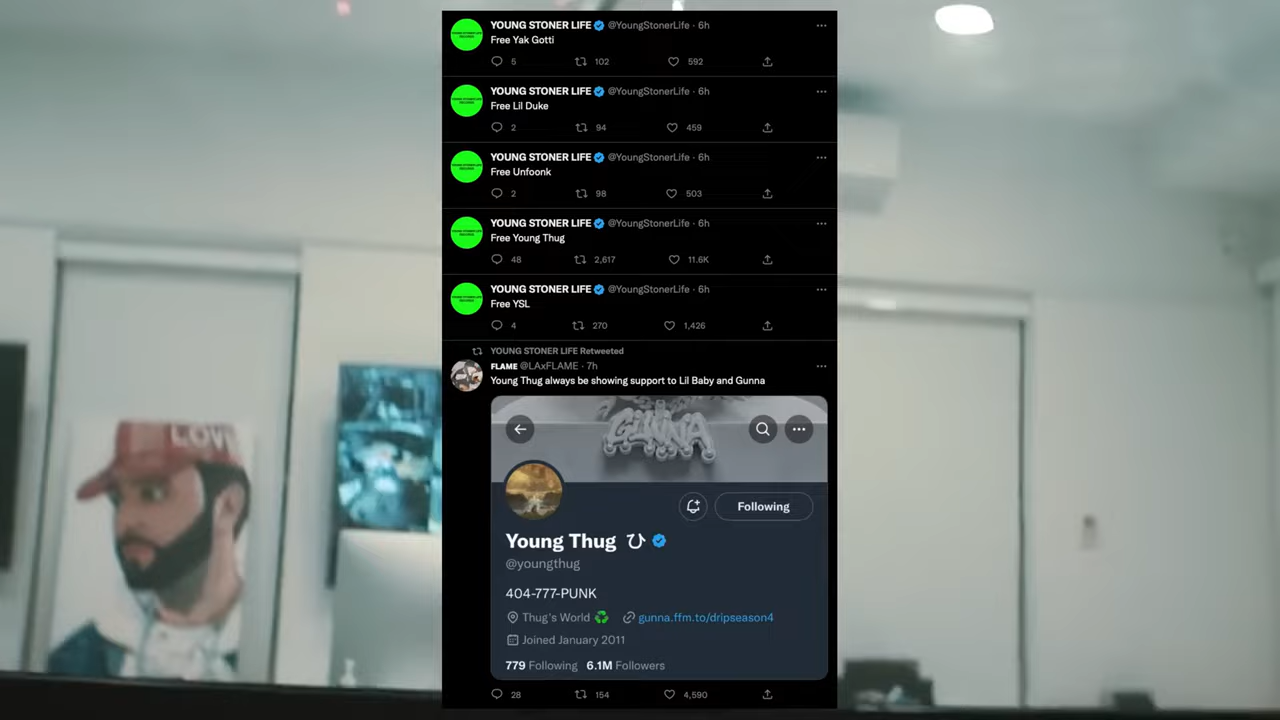 YOUNG STONER LIFE @YoungStonerLife · 6h
Free Yak Gotti
5 102 592
YOUNG STONER LIFE @YoungStonerLife · 6h
Free Lil Duke
2 94 459
YOUNG STONER LIFE @YoungStonerLife · 6h
Free Unfoonk
2 98 503
YOUNG STONER LIFE @YoungStonerLife · 6h
Free Young Thug
48 2,617 11.6K
YOUNG STONER LIFE @YoungStonerLife · 6h
Free YSL
4 270 1,426
YOUNG STONER LIFE Retweeted
FLAME @LAxFLAME · 7h
Young Thug always be showing support to Lil Baby and Gunna
GUNNA
Following
Young Thug ひ
@youngthug
404-777-PUNK
Thug's World gunna.ffm.to/dripseason4
Joined January 2011
779 Following 6.1M Followers
28 154 4,590
LOVE